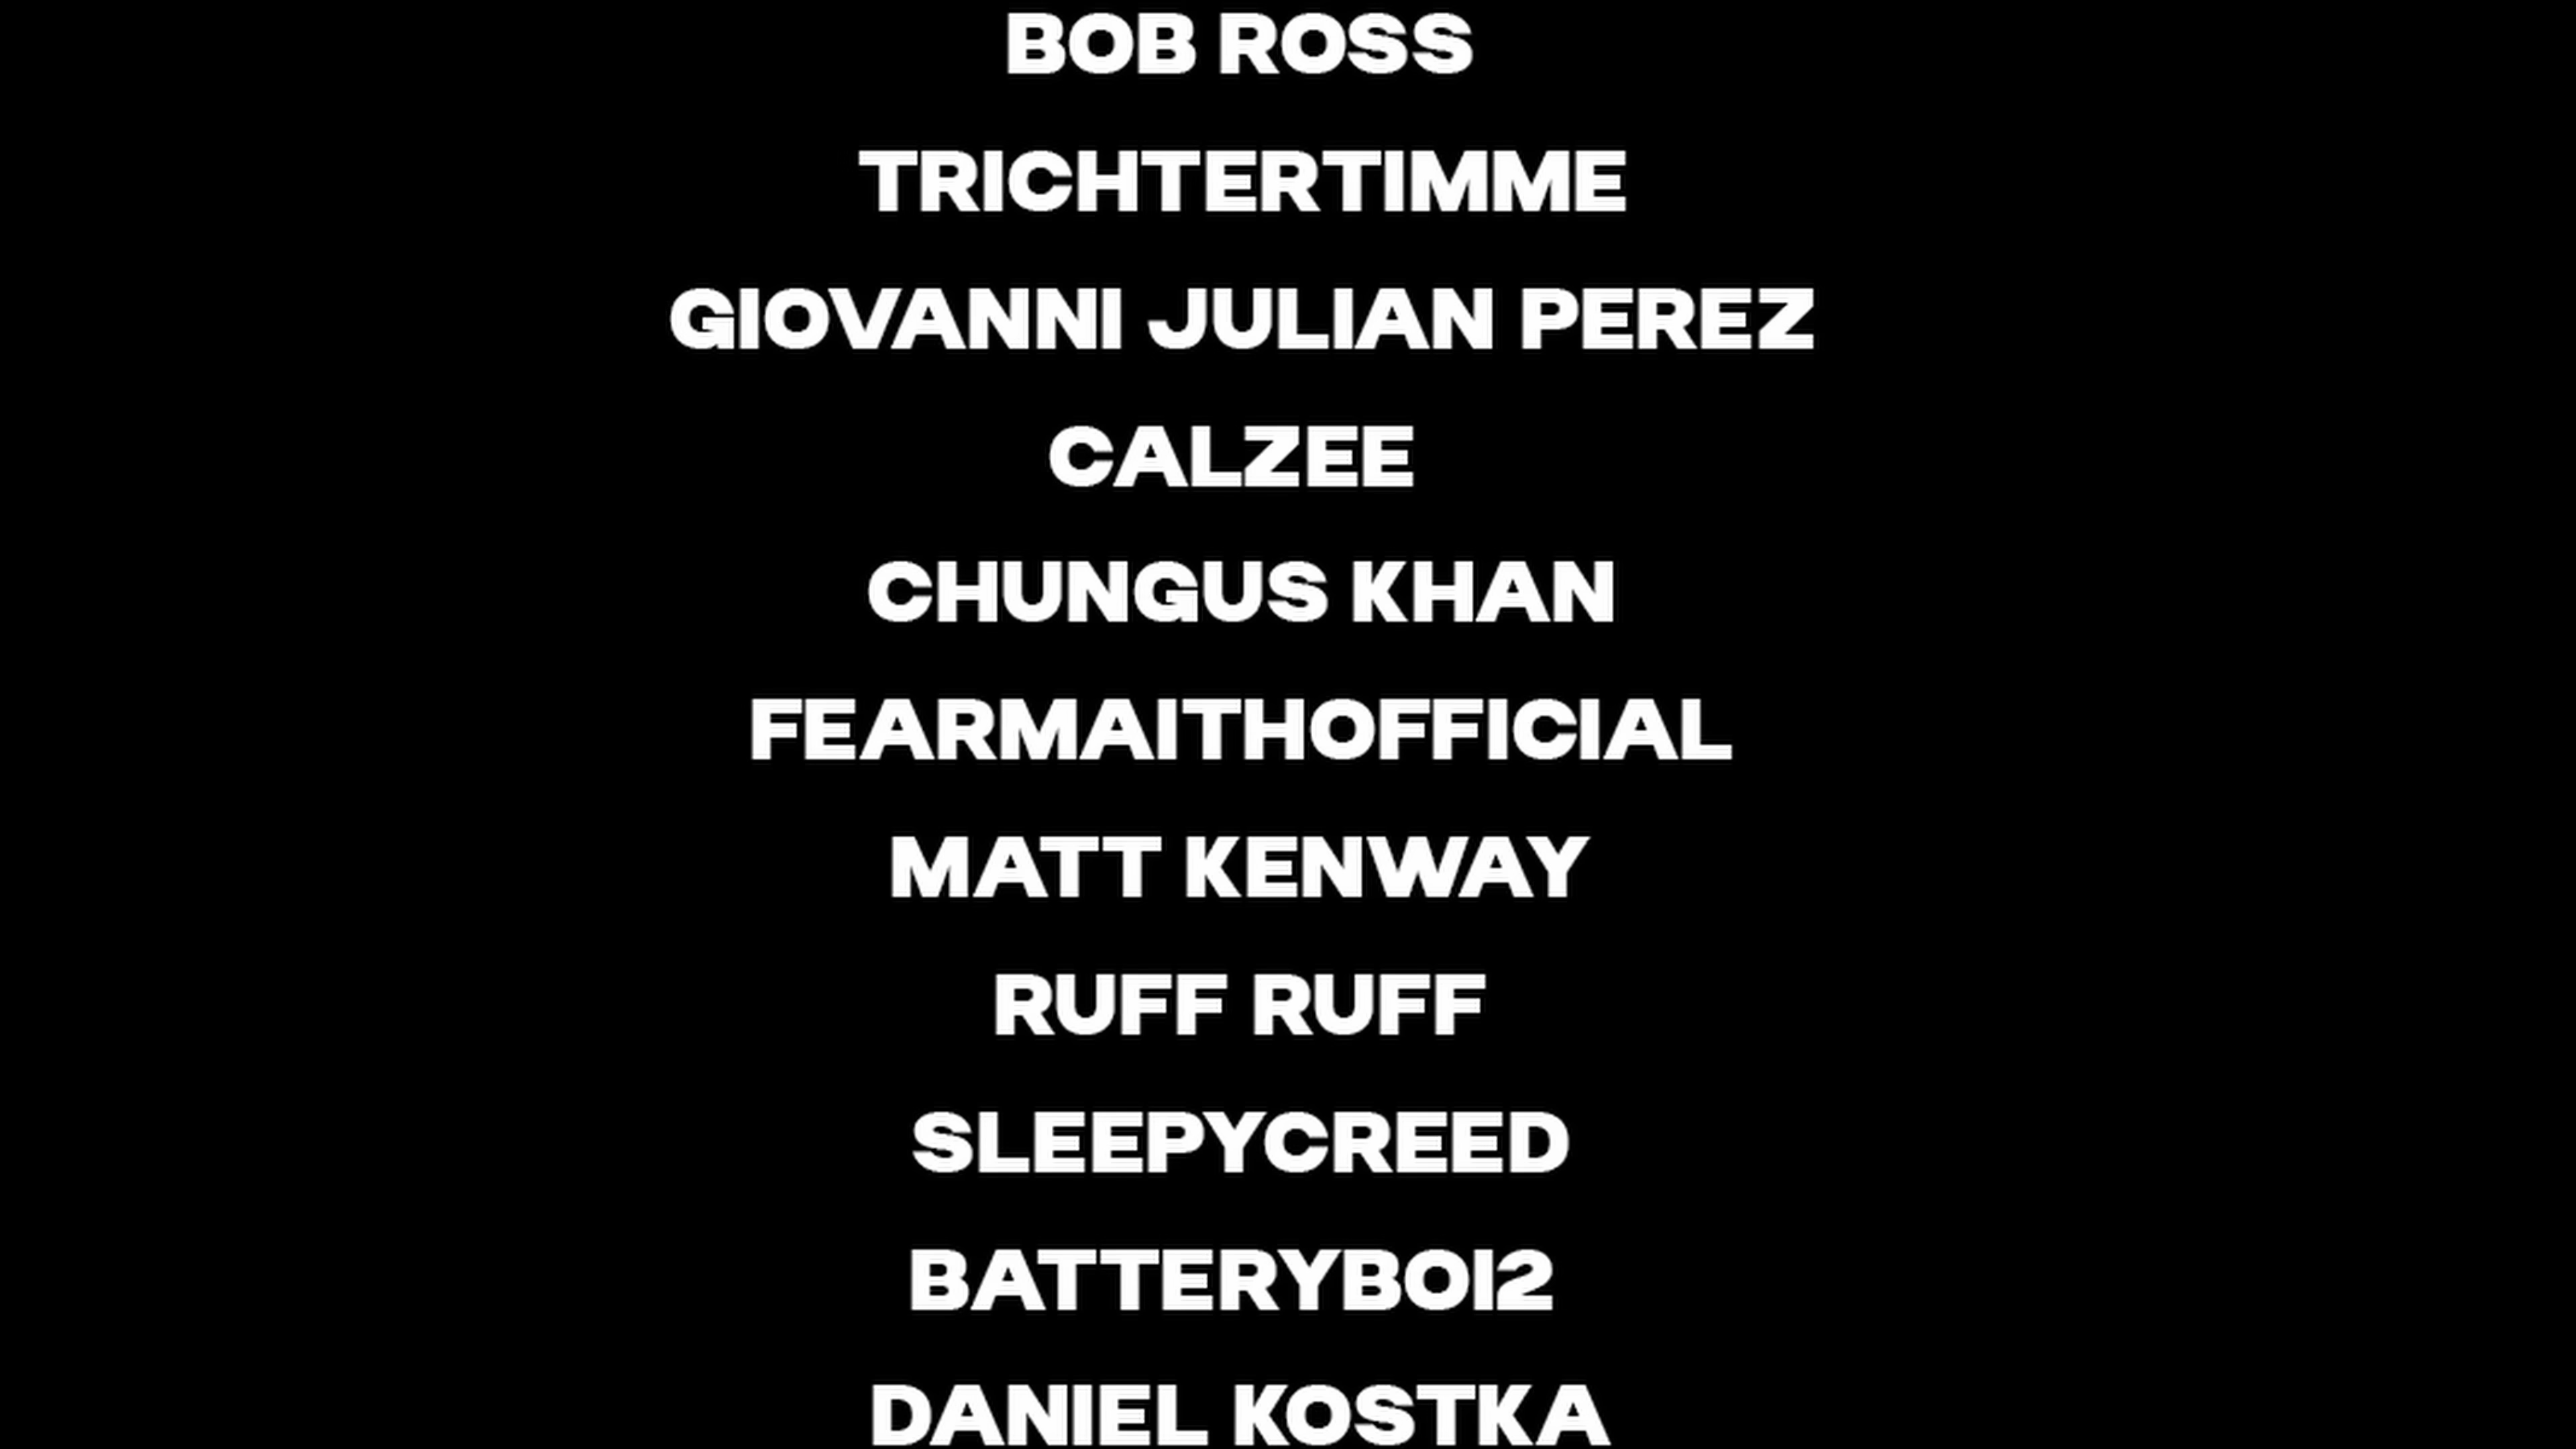 BOB ROSS
TRICHTERTIMME
GIOVANNI JULIAN PEREZ
CALZEE
CHUNGUS KHAN
FEARMAITHOFFICIAL
MATT KENWAY
RUFF RUFF
SLEEPYCREED
BATTERYBOI2
DANIEL KOSTKA